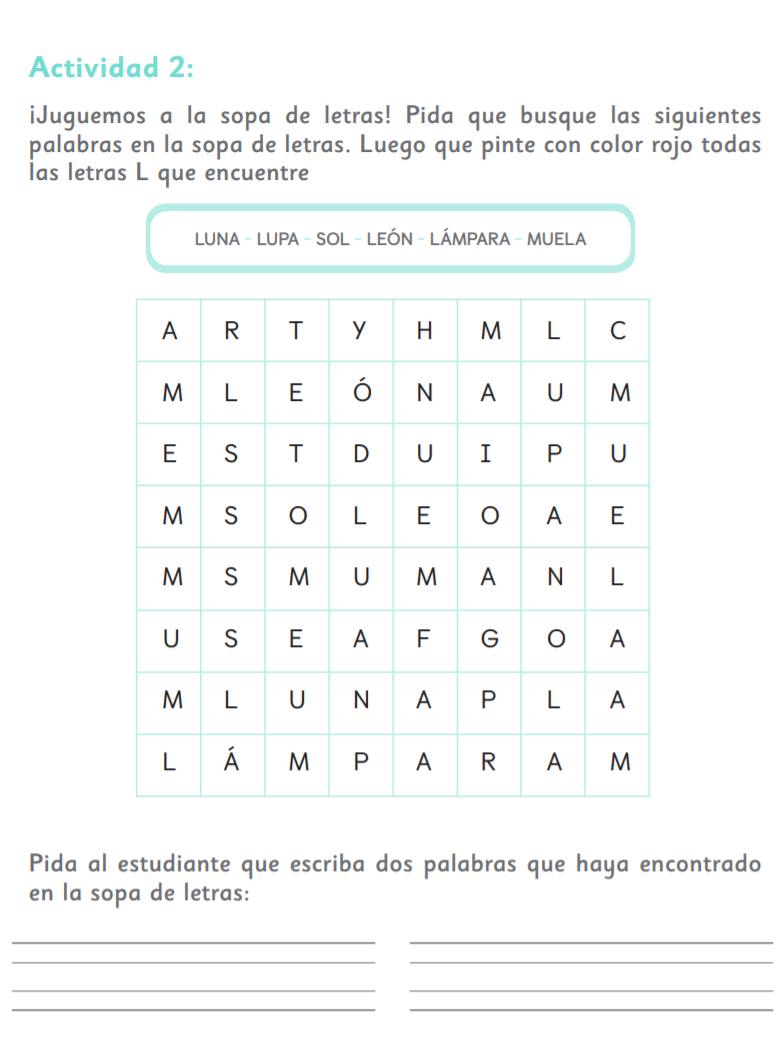 Actividad 2:
¡Juguemos a la sopa de letras! Pida que busque las siguientes
palabras en la sopa de letras. Luego que pinte con color rojo todas
las letras L que encuentre
LUNA - LUPA - SOL - LEÓN - LÁMPARA - MUELA
A R T Y H M L C
M L E Ó N A U M
E S T D U I P U
M S O L E O A E
M S M U M A N L
U S E A F G O A
M L U N A P L A
L Á M P A R A M
Pida al estudiante que escriba dos palabras que haya encontrado
en la sopa de letras: